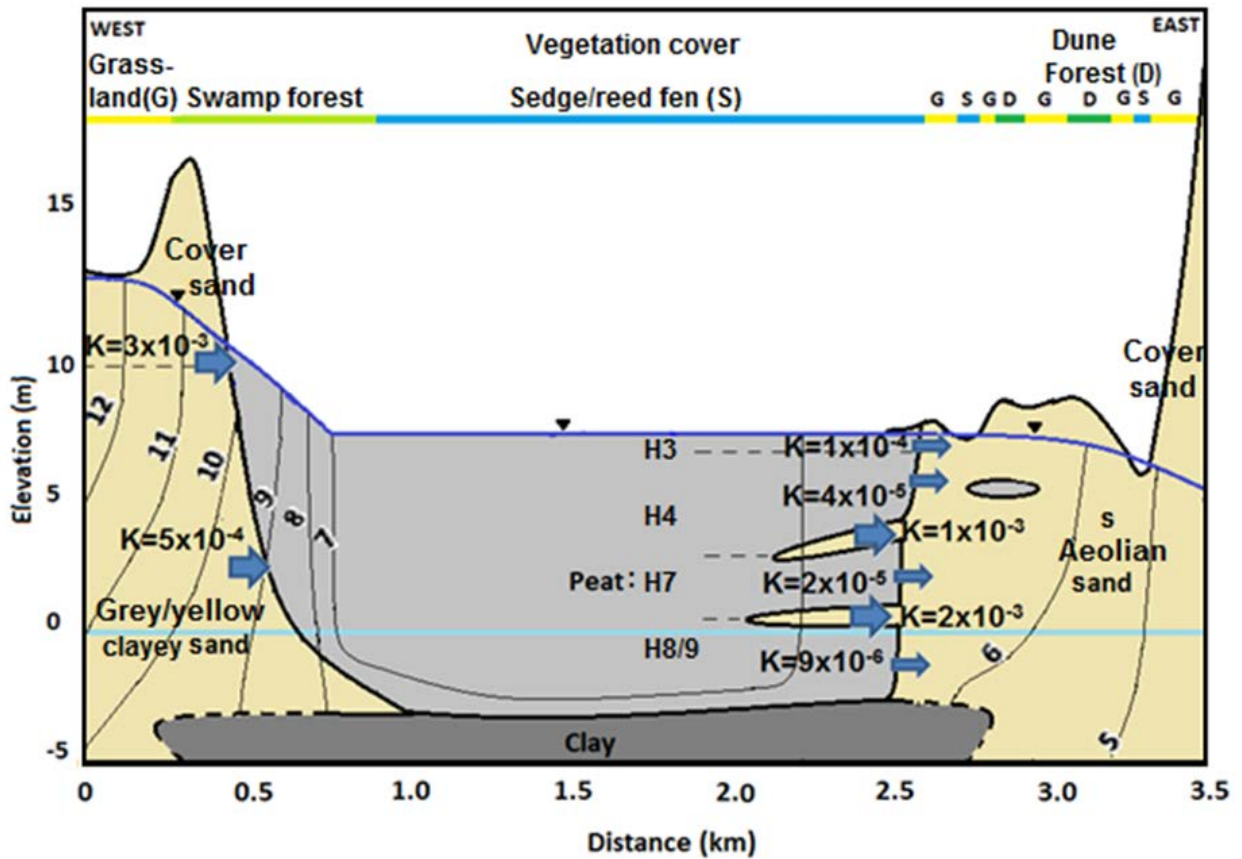 WEST
EAST
Grass-
land(G) Swamp forest
Vegetation cover
Sedge/reed fen (S)
Dune
Forest (D)
G S G D G D G S G
15
10
5
0
-5
Elevation (m)
Cover
sand
K=3x10⁻³
12
11
10
9
8
7
K=5x10⁻⁴
Grey/yellow
clayey sand
H3
H4
Peat: H7
H8/9
K=1x10⁻⁴
K=4x10⁻⁵
K=1x10⁻³
K=2x10⁻⁵
K=2x10⁻³
K=9x10⁻⁶
Cover
sand
s
Aeolian
sand
6
5
Clay
0 0.5 1.0 1.5 2.0 2.5 3.0 3.5
Distance (km)